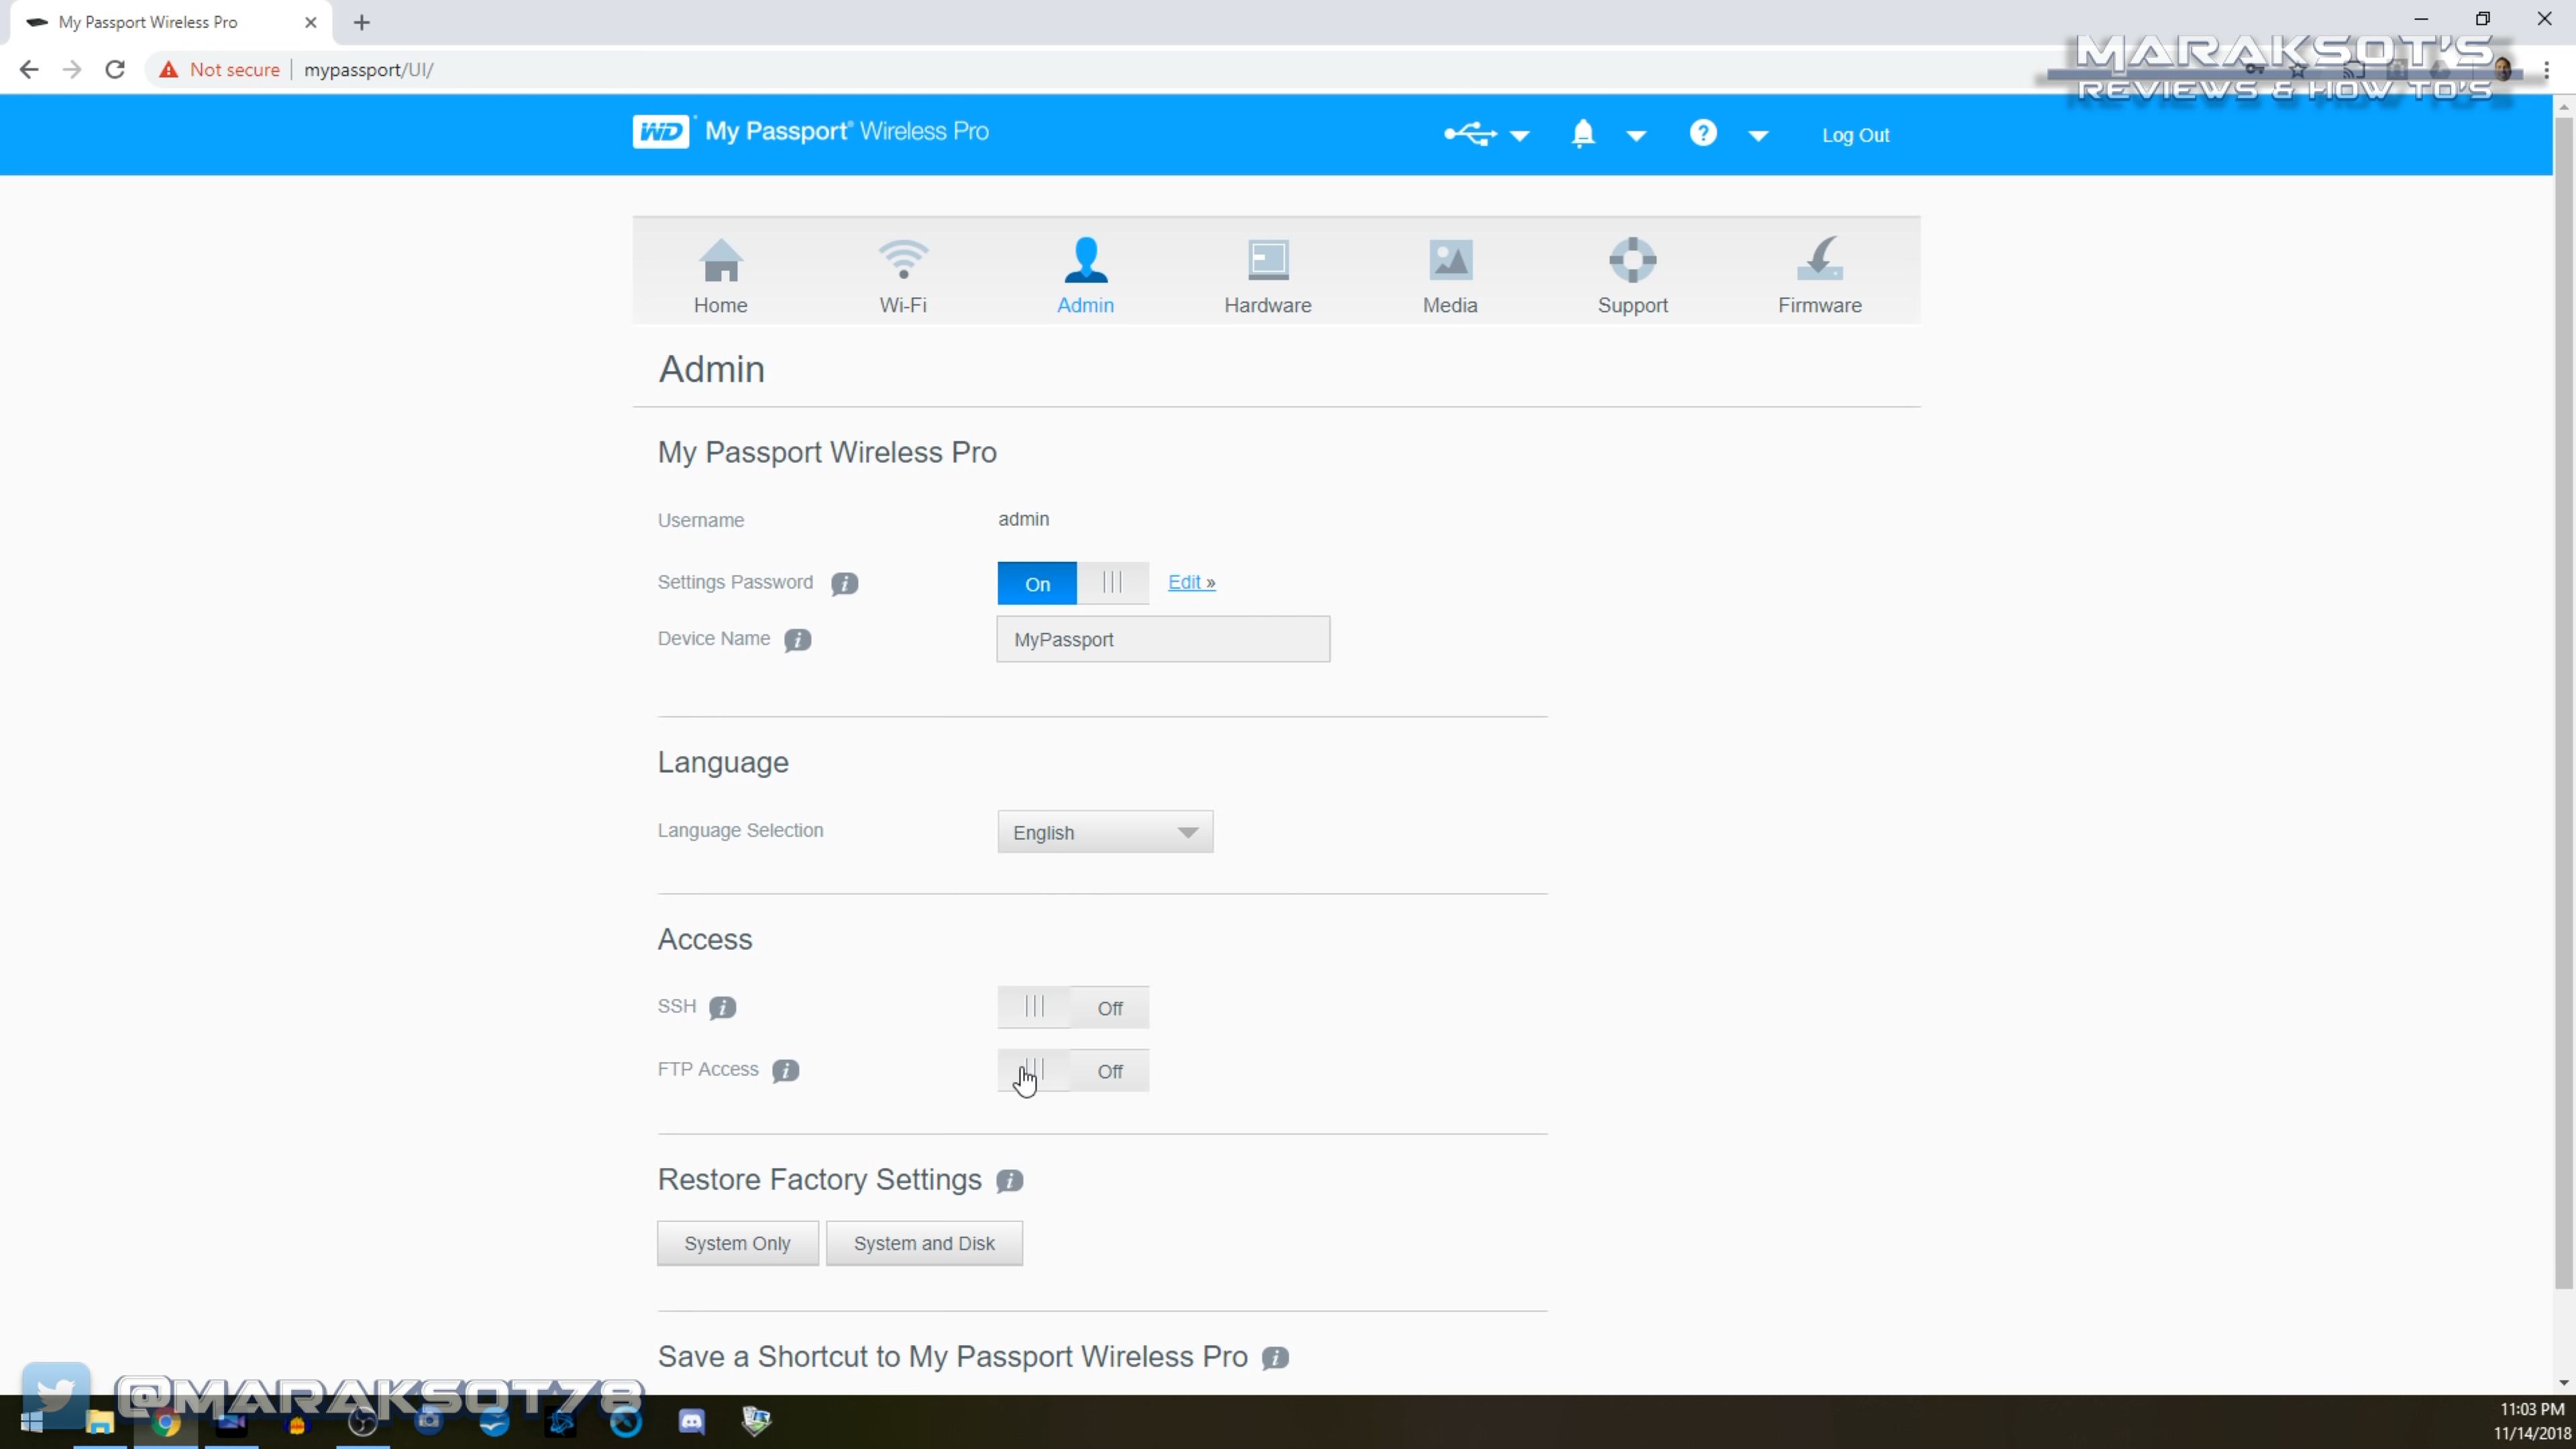 My Passport Wireless Pro
Not secure mypassport/UI/
MARAKSOT'S
REVIEWS & HOW TO'S
WD My Passport® Wireless Pro
? Log Out
Home Wi-Fi Admin Hardware Media Support Firmware
Admin
My Passport Wireless Pro
Username admin
Settings Password i On Edit »
Device Name i MyPassport
Language
Language Selection English
Access
SSH i Off
FTP Access i Off
Restore Factory Settings i
System Only System and Disk
Save a Shortcut to My Passport Wireless Pro i
@MARAKSOT78
11:03 PM
11/14/2018